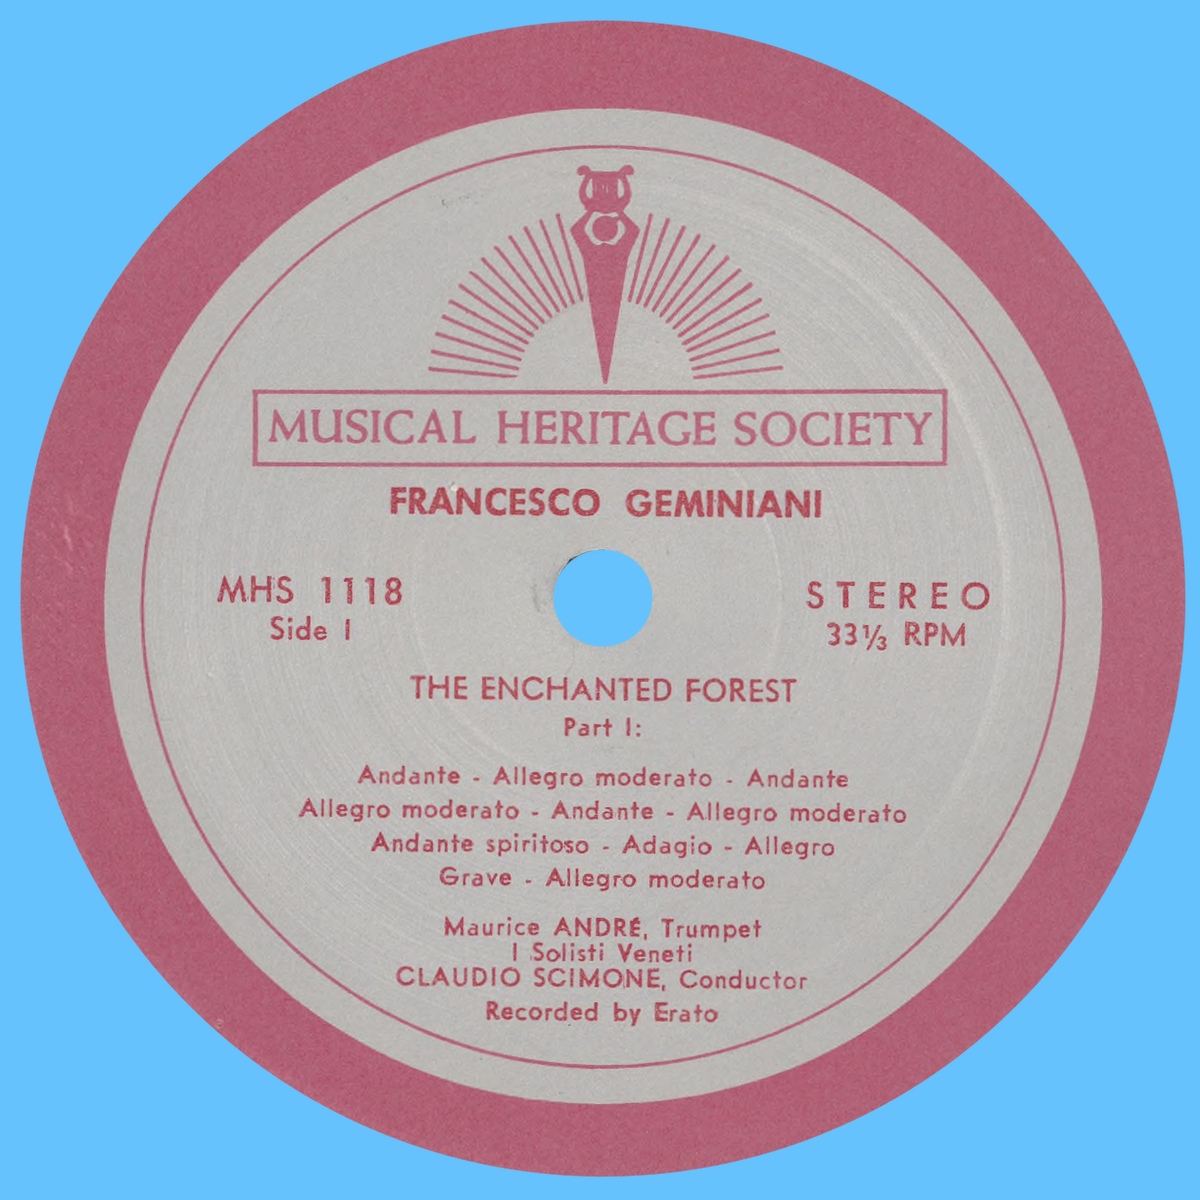 MUSICAL HERITAGE SOCIETY
FRANCESCO GEMINIANI
MHS 1118
Side 1
STEREO
33⅓ RPM
THE ENCHANTED FOREST
Part I:
Andante - Allegro moderato - Andante
Allegro moderato - Andante - Allegro moderato
Andante spiritoso - Adagio - Allegro
Grave - Allegro moderato
Maurice ANDRÉ, Trumpet
I Solisti Veneti
CLAUDIO SCIMONE, Conductor
Recorded by Erato